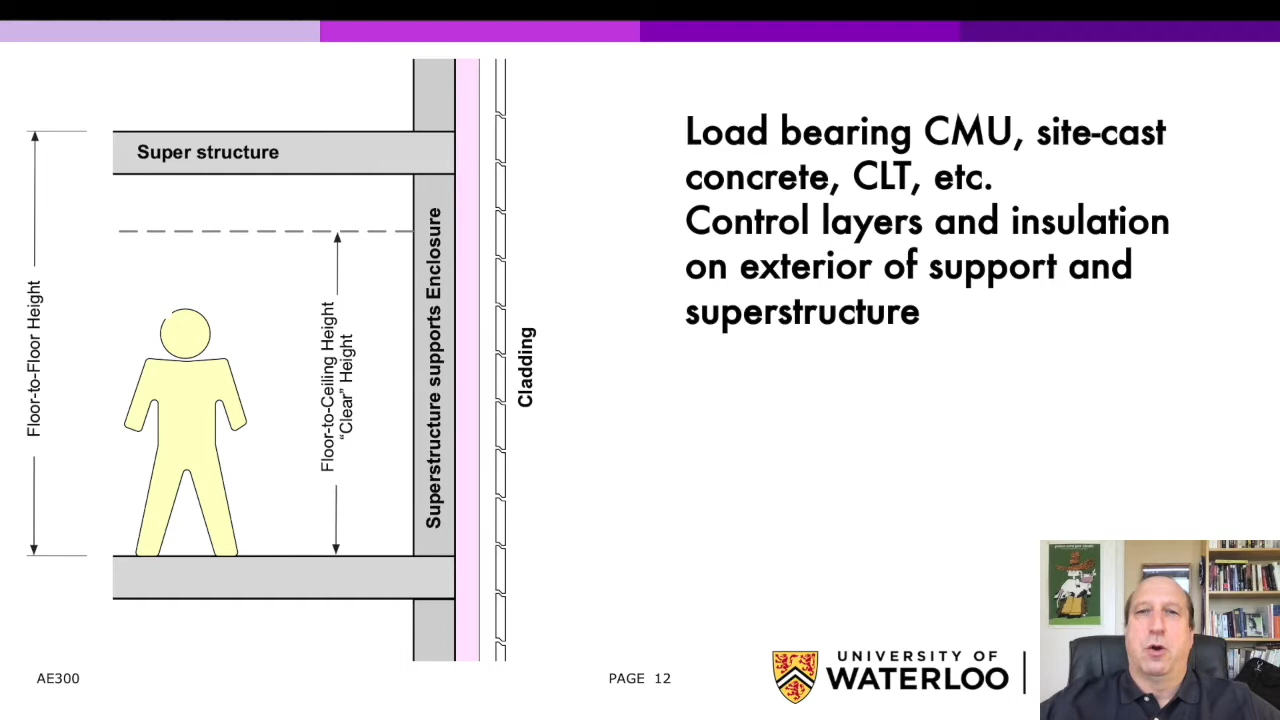 Super structure
Floor-to-Floor Height
Floor-to-Ceiling Height
“Clear” Height
Superstructure supports Enclosure
Cladding
Load bearing CMU, site-cast
concrete, CLT, etc.
Control layers and insulation
on exterior of support and
superstructure
AE300
PAGE 12
UNIVERSITY OF
WATERLOO